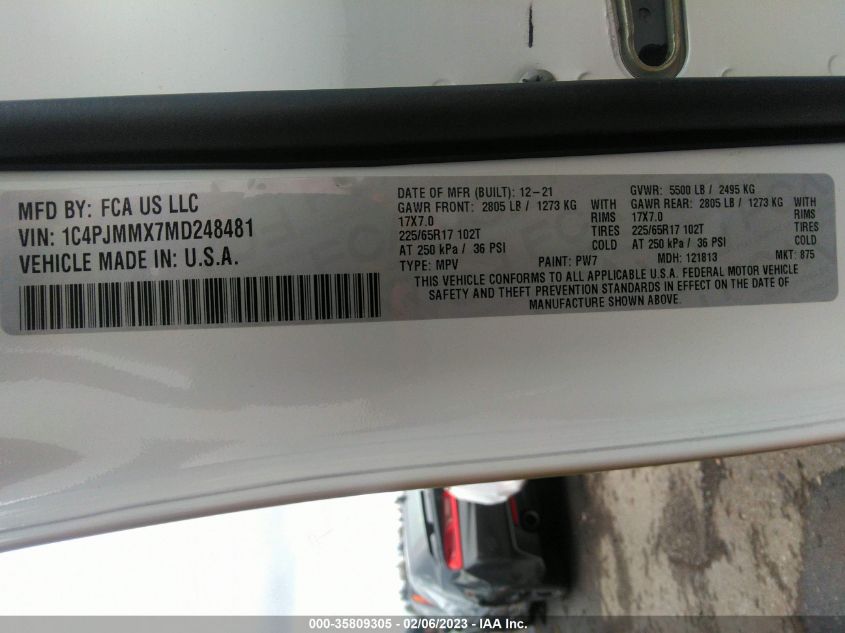 MFD BY: FCA US LLC
VIN: 1C4PJMMX7MD248481
VEHICLE MADE IN: U.S.A.
DATE OF MFR (BUILT): 12-21
GAWR FRONT: 2805 LB / 1273 KG WITH
17X7.0 RIMS
225/65R17 102T TIRES
AT 250 kPa / 36 PSI COLD
GVWR: 5500 LB / 2495 KG
GAWR REAR: 2805 LB / 1273 KG WITH
17X7.0 RIMS
225/65R17 102T TIRES
AT 250 kPa / 36 PSI COLD
TYPE: MPV PAINT: PW7 MDH: 121813 MKT: 875
THIS VEHICLE CONFORMS TO ALL APPLICABLE U.S.A. FEDERAL MOTOR VEHICLE
SAFETY AND THEFT PREVENTION STANDARDS IN EFFECT ON THE DATE OF
MANUFACTURE SHOWN ABOVE.
000-35809305 - 02/06/2023 - IAA Inc.